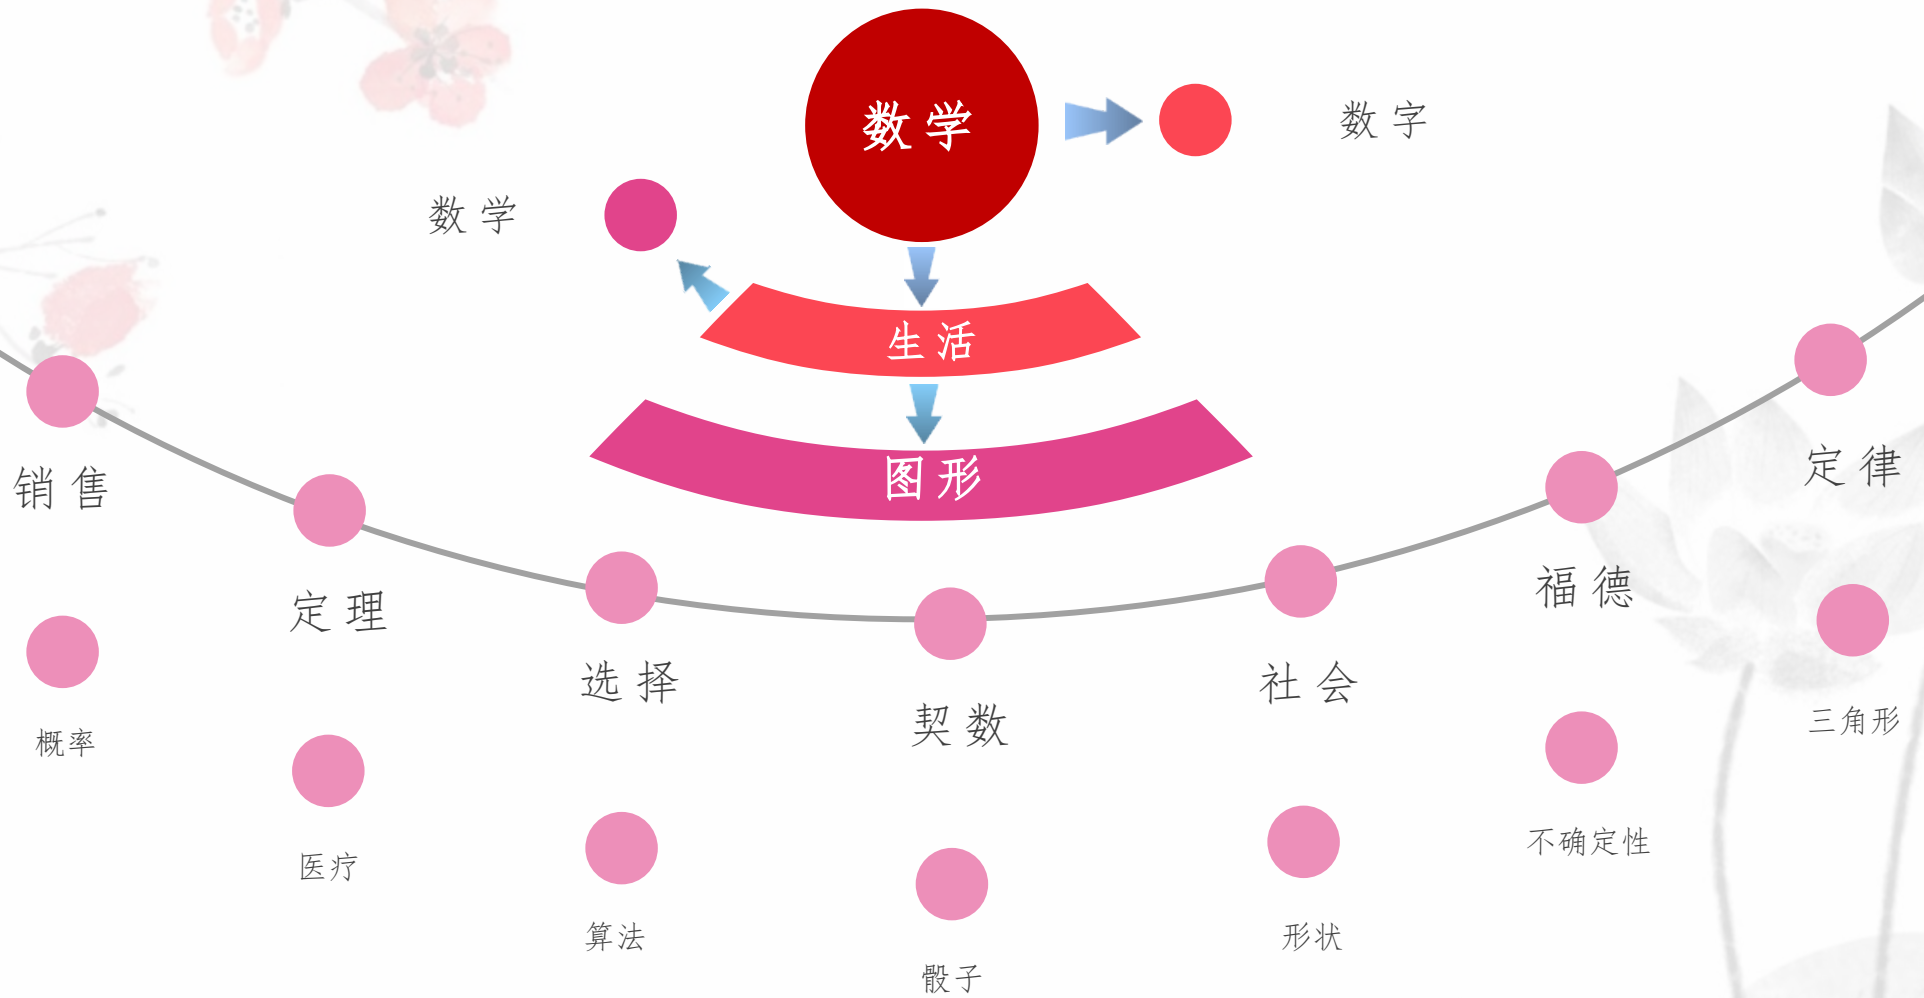 数学
数字
数学
生活
图形
销售
定理
选择
契数
社会
福德
定律
概率
医疗
算法
骰子
形状
不确定性
三角形